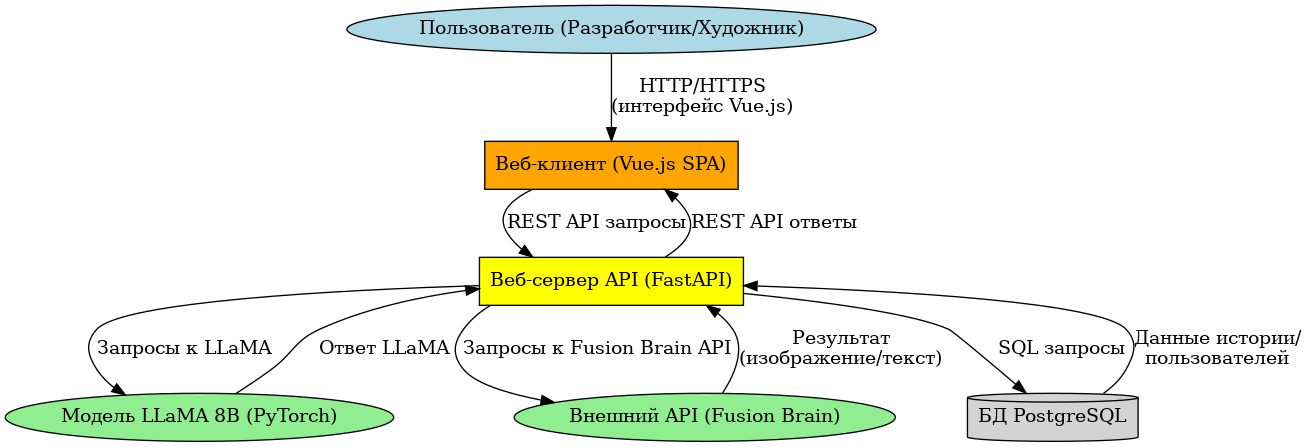 Пользователь (Разработчик/Художник)
HTTP/HTTPS
(интерфейс Vue.js)
Веб-клиент (Vue.js SPA)
REST API запросы
REST API ответы
Веб-сервер API (FastAPI)
Запросы к LLaMA
Ответ LLaMA
Запросы к Fusion Brain API
Результат
(изображение/текст)
SQL запросы
Данные истории/
пользователей
Модель LLaMA 8B (PyTorch)
Внешний API (Fusion Brain)
БД PostgreSQL